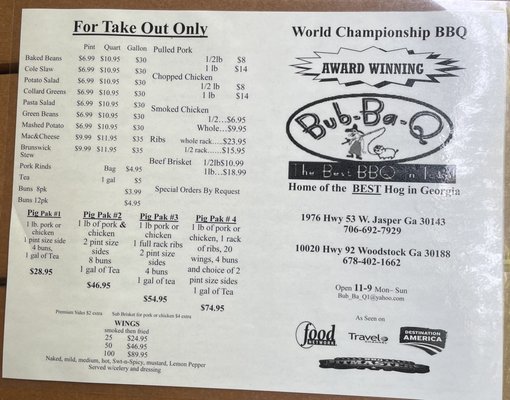 For Take Out Only
Pint Quart Gallon
Baked Beans $6.99 $10.95 $30
Cole Slaw $6.99 $10.95 $30
Potato Salad $6.99 $10.95 $30
Collard Greens $6.99 $10.95 $30
Pasta Salad $6.99 $10.95 $30
Green Beans $6.99 $10.95 $30
Mashed Potato $6.99 $10.95 $30
Mac&Cheese $9.99 $11.95 $35
Brunswick $9.99 $11.95 $35
Stew
Pork Rinds Bag $4.95
Tea 1 gal $5
Buns 8pk $3.99
Buns 12pk $4.95
Pulled Pork
1/2lb $8
1 lb $14
Chopped Chicken
1/2 lb $8
1 lb $14
Smoked Chicken
1/2...$6.95
Whole...$9.95
Ribs whole rack....$23.95
1/2 rack......$15.95
Beef Brisket 1/2lb$10.99
1lb...$18.99
Special Orders By Request
Pig Pak #1
1 lb. pork or
chicken
1 pint size side
4 buns,
1 gal of Tea
$28.95
Pig Pak #2
1 lb of pork &
chicken
2 pint size
sides
8 buns
1 gal of Tea
$46.95
Pig Pak #3
1 lb pork or
chicken
1 full rack ribs
2 pint size
sides
4 buns
1 gal of Tea
$54.95
Pig Pak # 4
1 lb of pork or
chicken, 1 rack
of ribs, 20
wings, 4 buns
and choice of 2
pint size sides
1 gal of Tea
$74.95
Premium Sides $2 extra Sub Brisket for pork or chicken $4 extra
WINGS
smoked then fried
25 $24.95
50 $46.95
100 $89.95
Naked, mild, medium, hot, Swt-n-Spicy, mustard, Lemon Pepper
Served w/celery and dressing
World Championship BBQ
AWARD WINNING
Bub-Ba-Q
The Best BBQ in
Home of the BEST Hog in Georgia
1976 Hwy 53 W. Jasper Ga 30143
706-692-7929
10020 Hwy 92 Woodstock Ga 30188
678-402-1662
Open 11-9 Mon– Sun
Bub_Ba_Q1@yahoo.com
As Seen on
food
NETWORK
Travel
DESTINATION
AMERICA
PITMASTERS